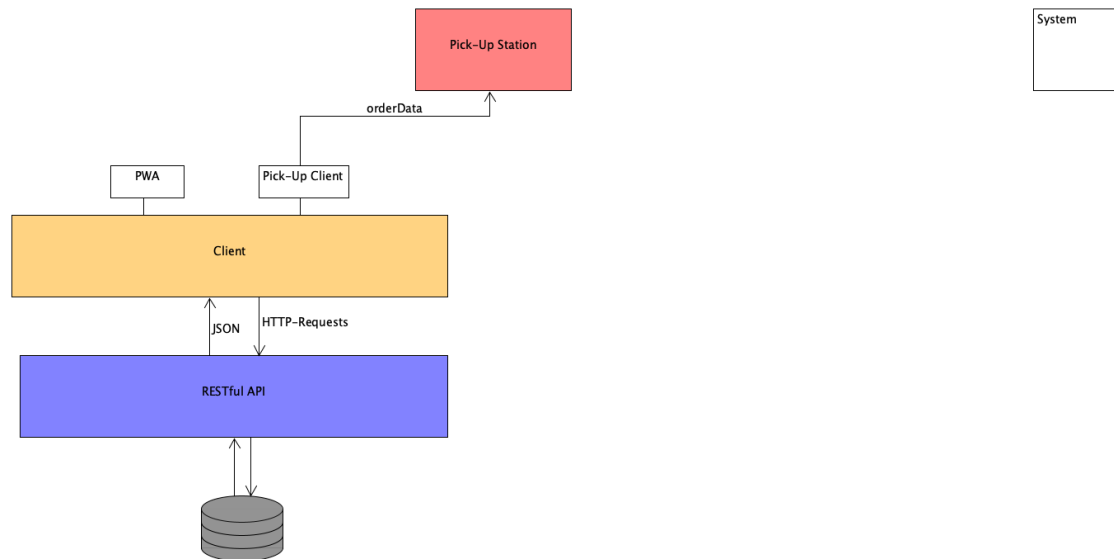 Pick-Up Station
System
orderData
PWA
Pick-Up Client
Client
JSON
HTTP-Requests
RESTful API